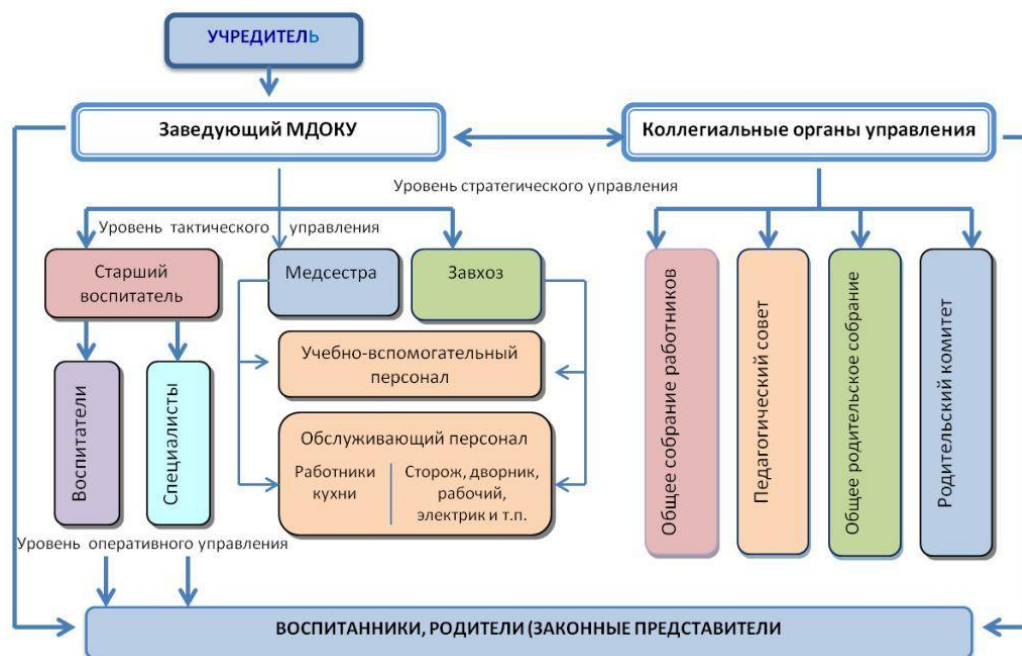 УЧРЕДИТЕЛЬ
Заведующий МДОКУ
Коллегиальные органы управления
Уровень стратегического управления
Уровень тактического управления
Старший
воспитатель
Медсестра
Завхоз
Воспитатели
Специалисты
Учебно-вспомогательный
персонал
Обслуживающий персонал
Работники
кухни
Сторож, дворник,
рабочий,
электрик и т.п.
Общее собрание работников
Педагогический совет
Общее родительское собрание
Родительский комитет
Уровень оперативного управления
ВОСПИТАННИКИ, РОДИТЕЛИ (ЗАКОННЫЕ ПРЕДСТАВИТЕЛИ